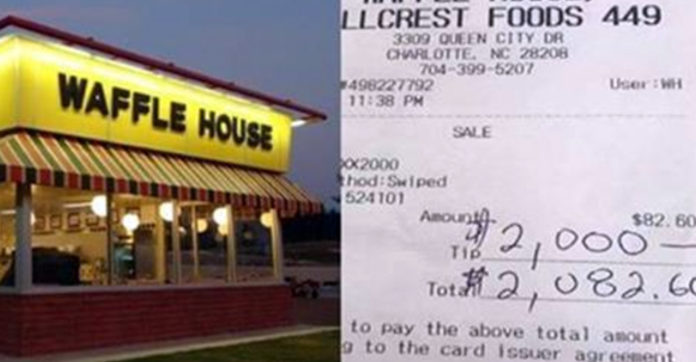 WAFFLE HOUSE
LLCREST FOODS 449
3309 QUEEN CITY DR
CHARLOTTE, NC 28208
704-399-5207
#498227792 User:WH
11:38 PM
SALE
XX2000
thod:Swiped
524101
Amount: $82.60
Tip $2,000—
Total $2,082.60
to pay the above total amount
g to the card issuer agreement